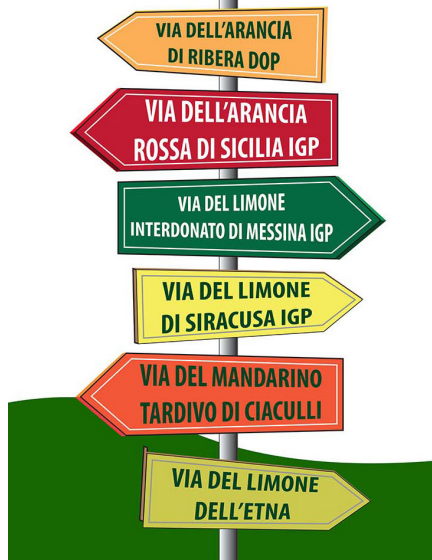 VIA DELL'ARANCIA
DI RIBERA DOP
VIA DELL'ARANCIA
ROSSA DI SICILIA IGP
VIA DEL LIMONE
INTERDONATO DI MESSINA IGP
VIA DEL LIMONE
DI SIRACUSA IGP
VIA DEL MANDARINO
TARDIVO DI CIACULLI
VIA DEL LIMONE
DELL'ETNA